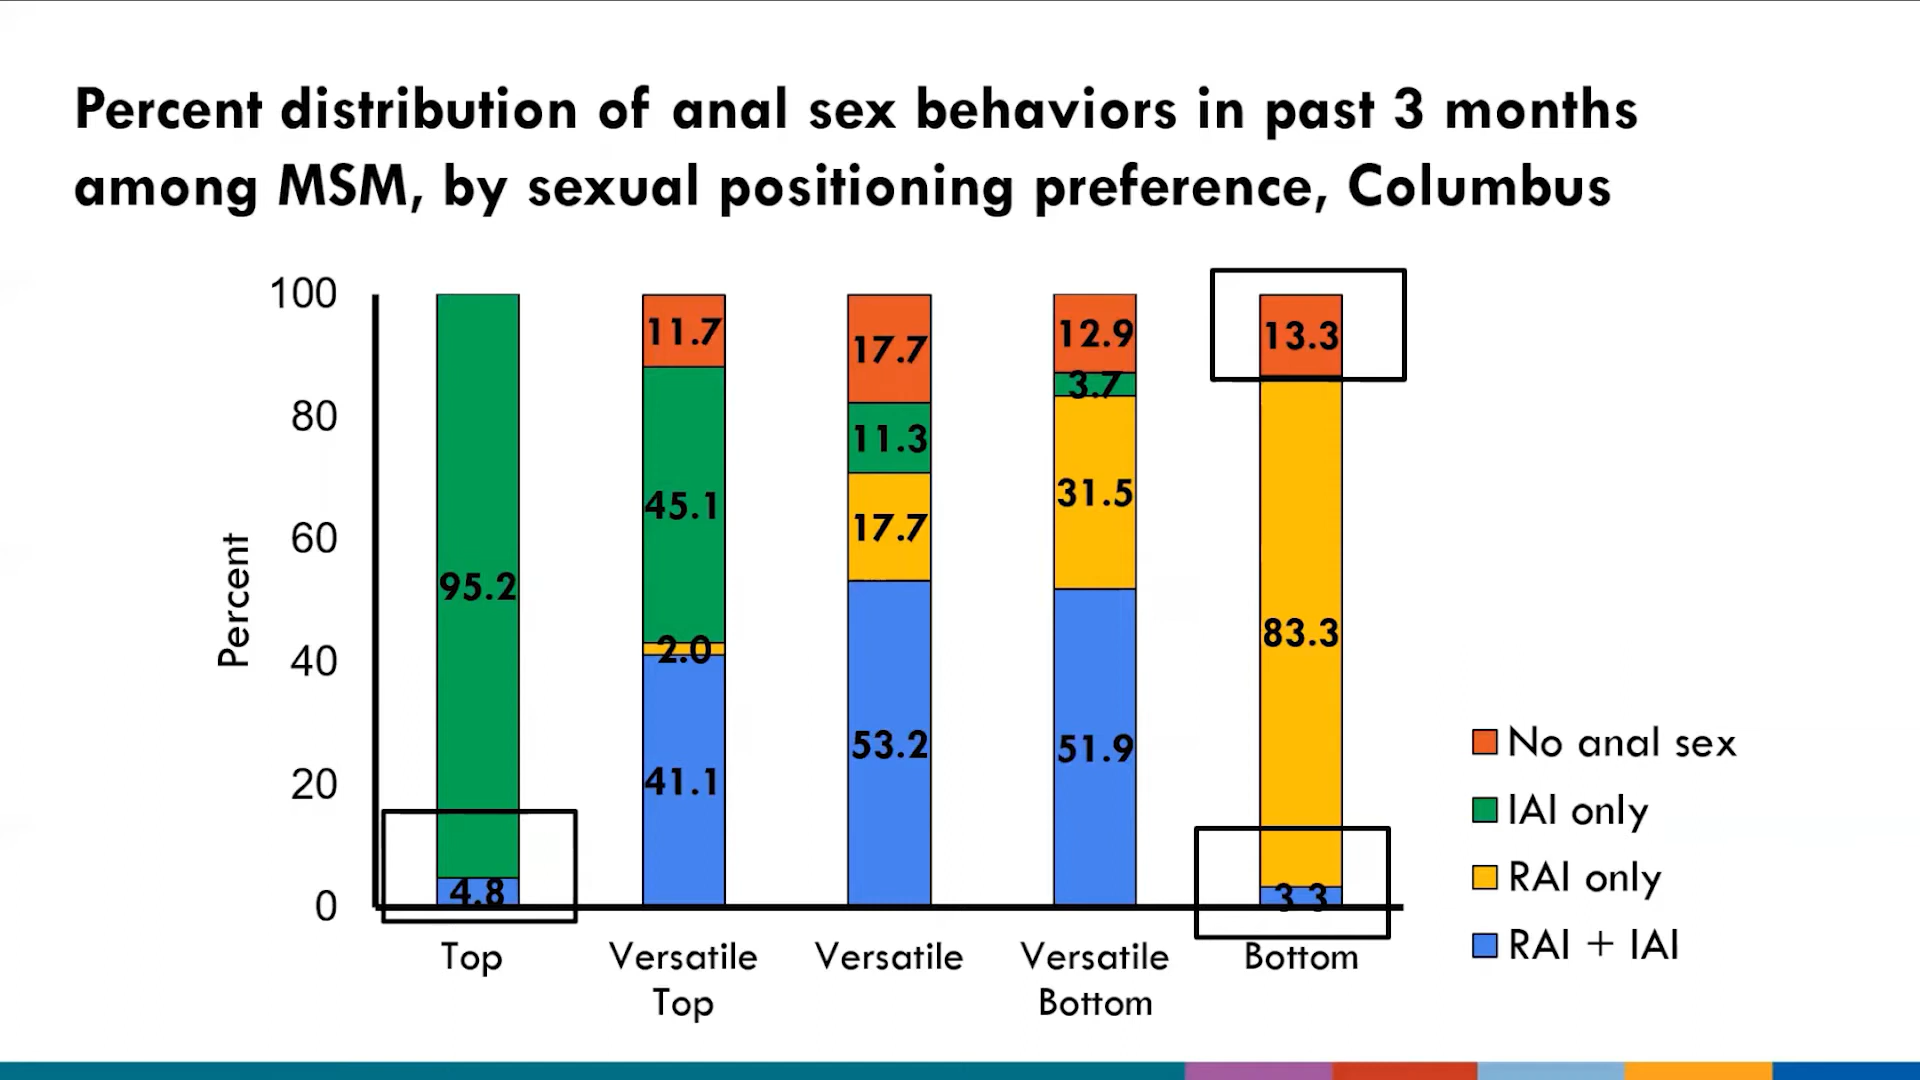 Percent distribution of anal sex behaviors in past 3 months
among MSM, by sexual positioning preference, Columbus
100
80
60
40
20
0
Percent
95.2
4.8
11.7
45.1
2.0
41.1
17.7
11.3
17.7
53.2
12.9
3.7
31.5
51.9
13.3
83.3
3.3
Top
Versatile
Top
Versatile
Versatile
Bottom
Bottom
No anal sex
IAI only
RAI only
RAI + IAI